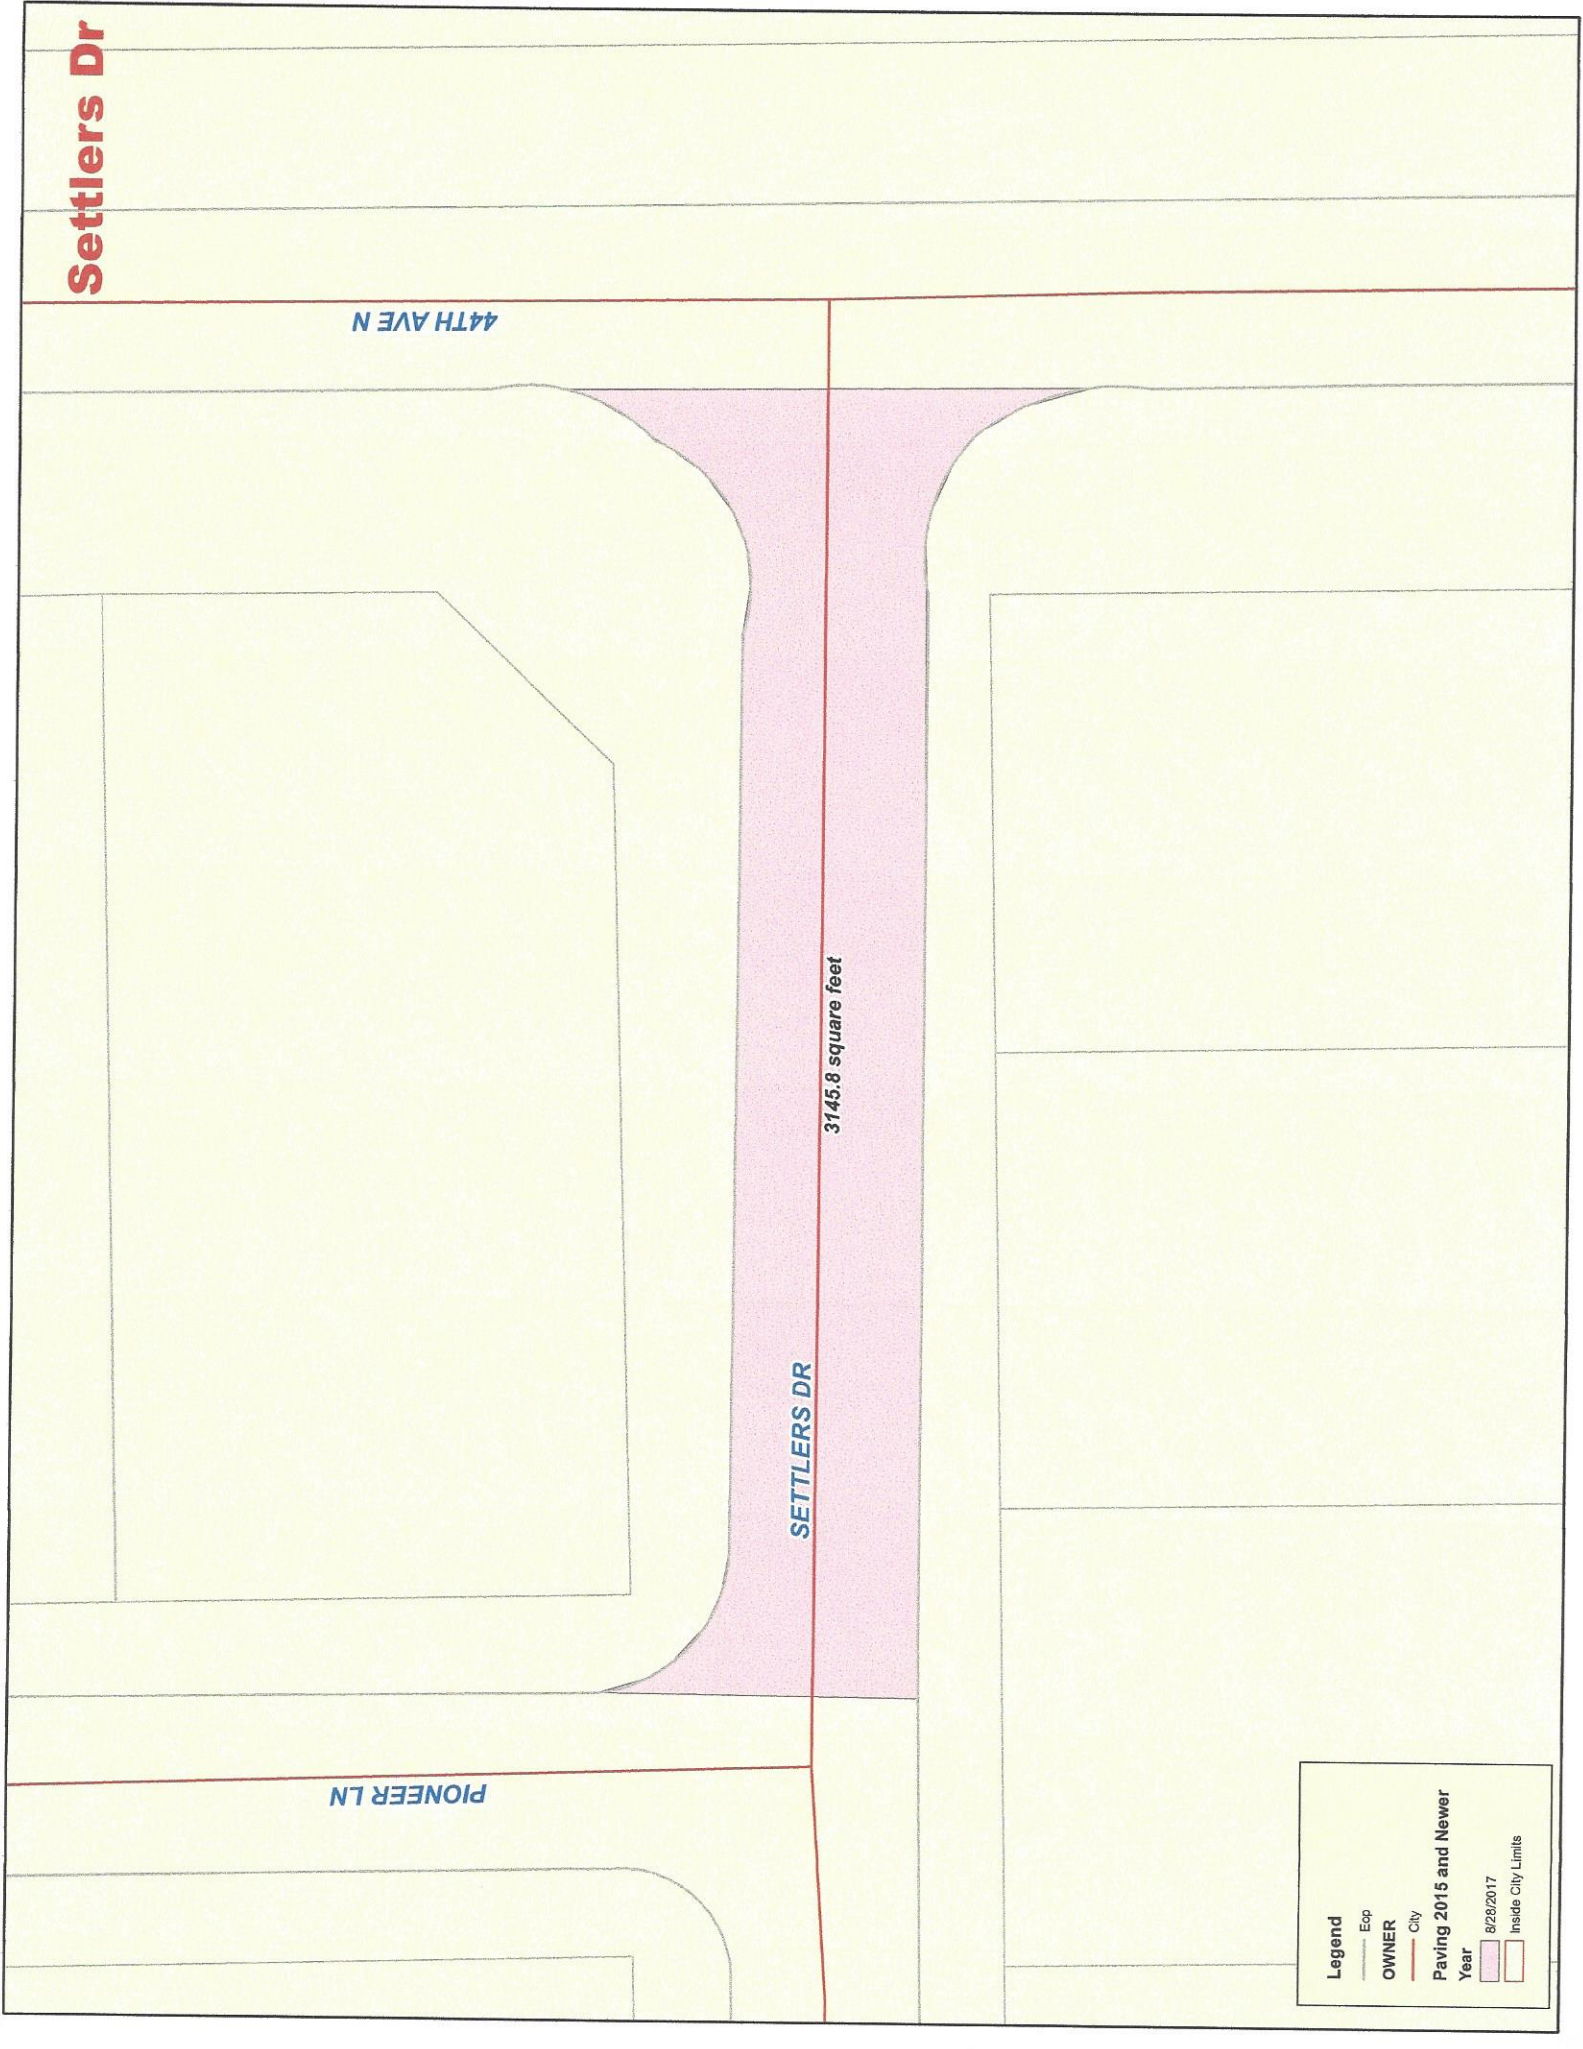 Settlers Dr
44TH AVE N
3145.8 square feet
SETTLERS DR
PIONEER LN
Legend
Eop
OWNER
City
Paving 2015 and Newer
Year
8/28/2017
Inside City Limits